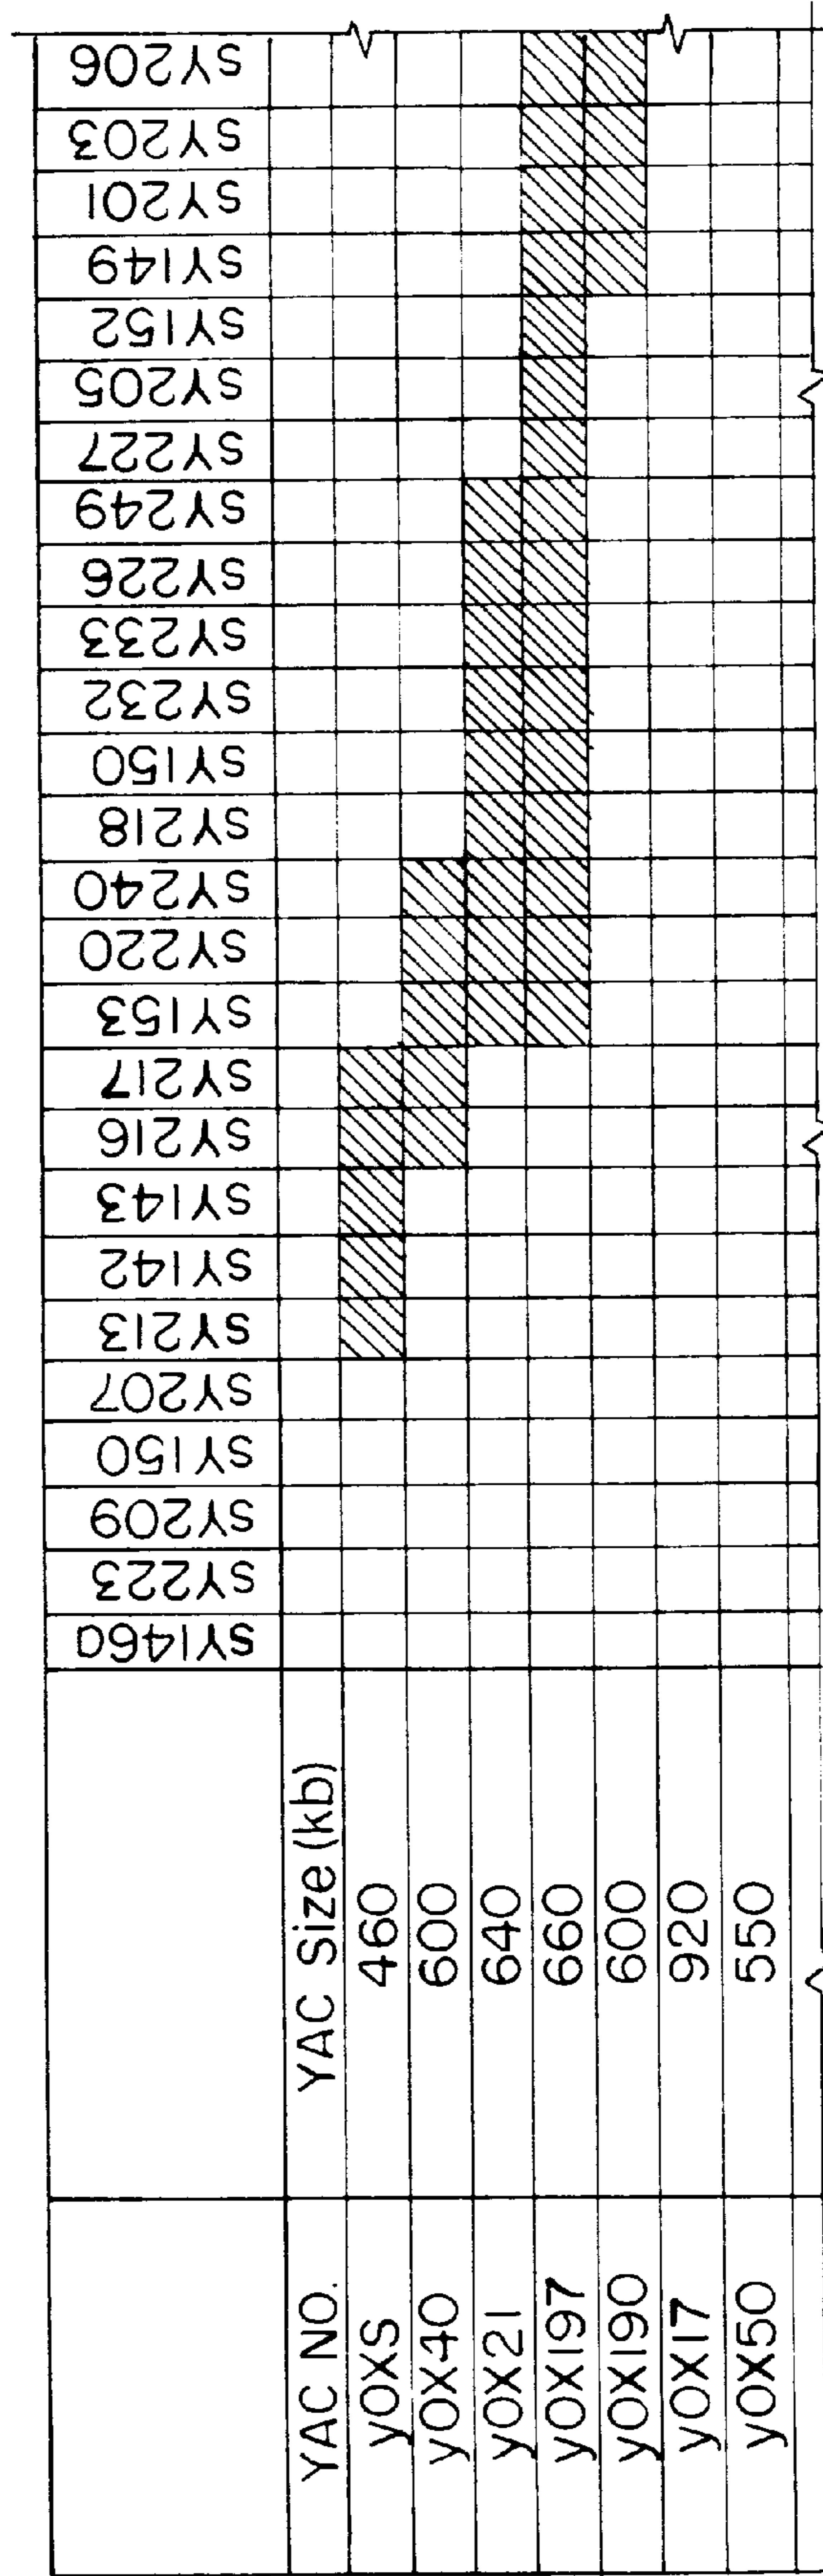 sY146a
sY223
sY209
sY150
sY207
sY213
sY142
sY143
sY216
sY217
sY153
sY220
sY240
sY218
sY150
sY232
sY233
sY226
sY249
sY227
sY205
sY152
sY149
sY201
sY203
sY206
YAC NO. YAC Size (kb)
yOXS 460
yOX40 600
yOX21 640
yOX197 660
yOX190 600
yOX17 920
yOX50 550